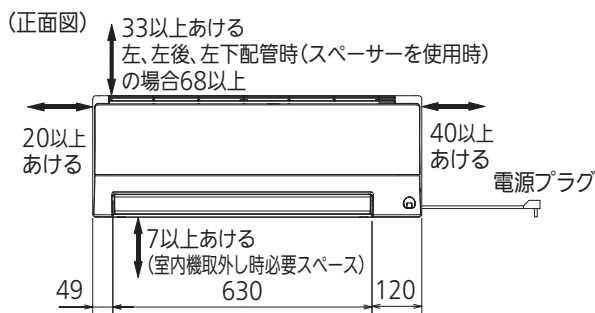 (正面図)
33以上あける
左、左後、左下配管時(スペーサーを使用時)
の場合68以上
20以上
あける
40以上
あける
電源プラグ
7以上あける
(室内機取外し時必要スペース)
49
630
120